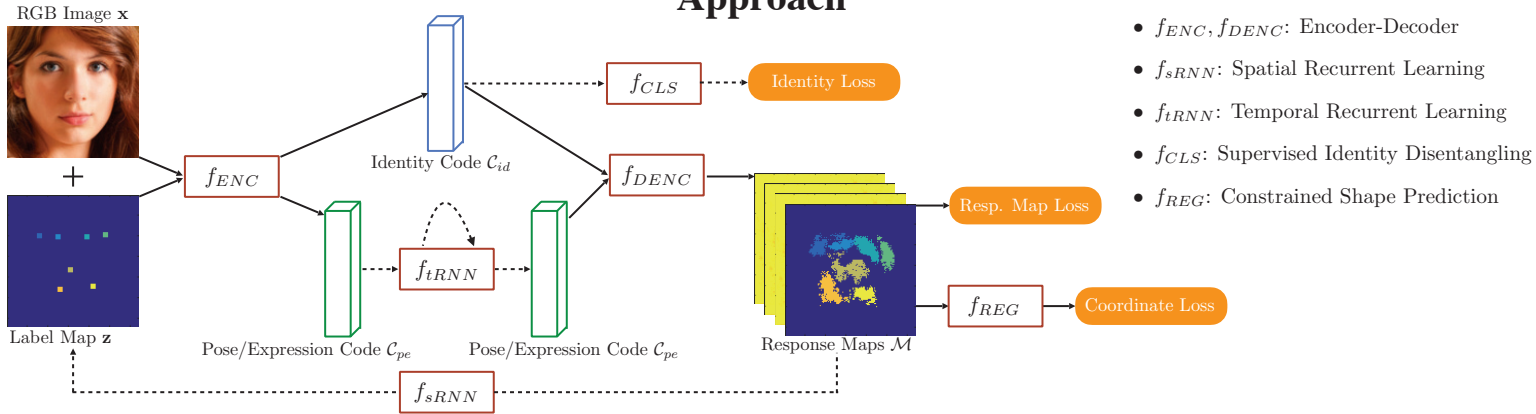 Approach
RGB Image x
+
Label Map z
f_ENC
Identity Code C_id
f_CLS
Identity Loss
f_DENC
Pose/Expression Code C_pe
f_tRNN
Pose/Expression Code C_pe
f_sRNN
Response Maps M
Resp. Map Loss
f_REG
Coordinate Loss
• f_ENC, f_DENC: Encoder-Decoder
• f_sRNN: Spatial Recurrent Learning
• f_tRNN: Temporal Recurrent Learning
• f_CLS: Supervised Identity Disentangling
• f_REG: Constrained Shape Prediction